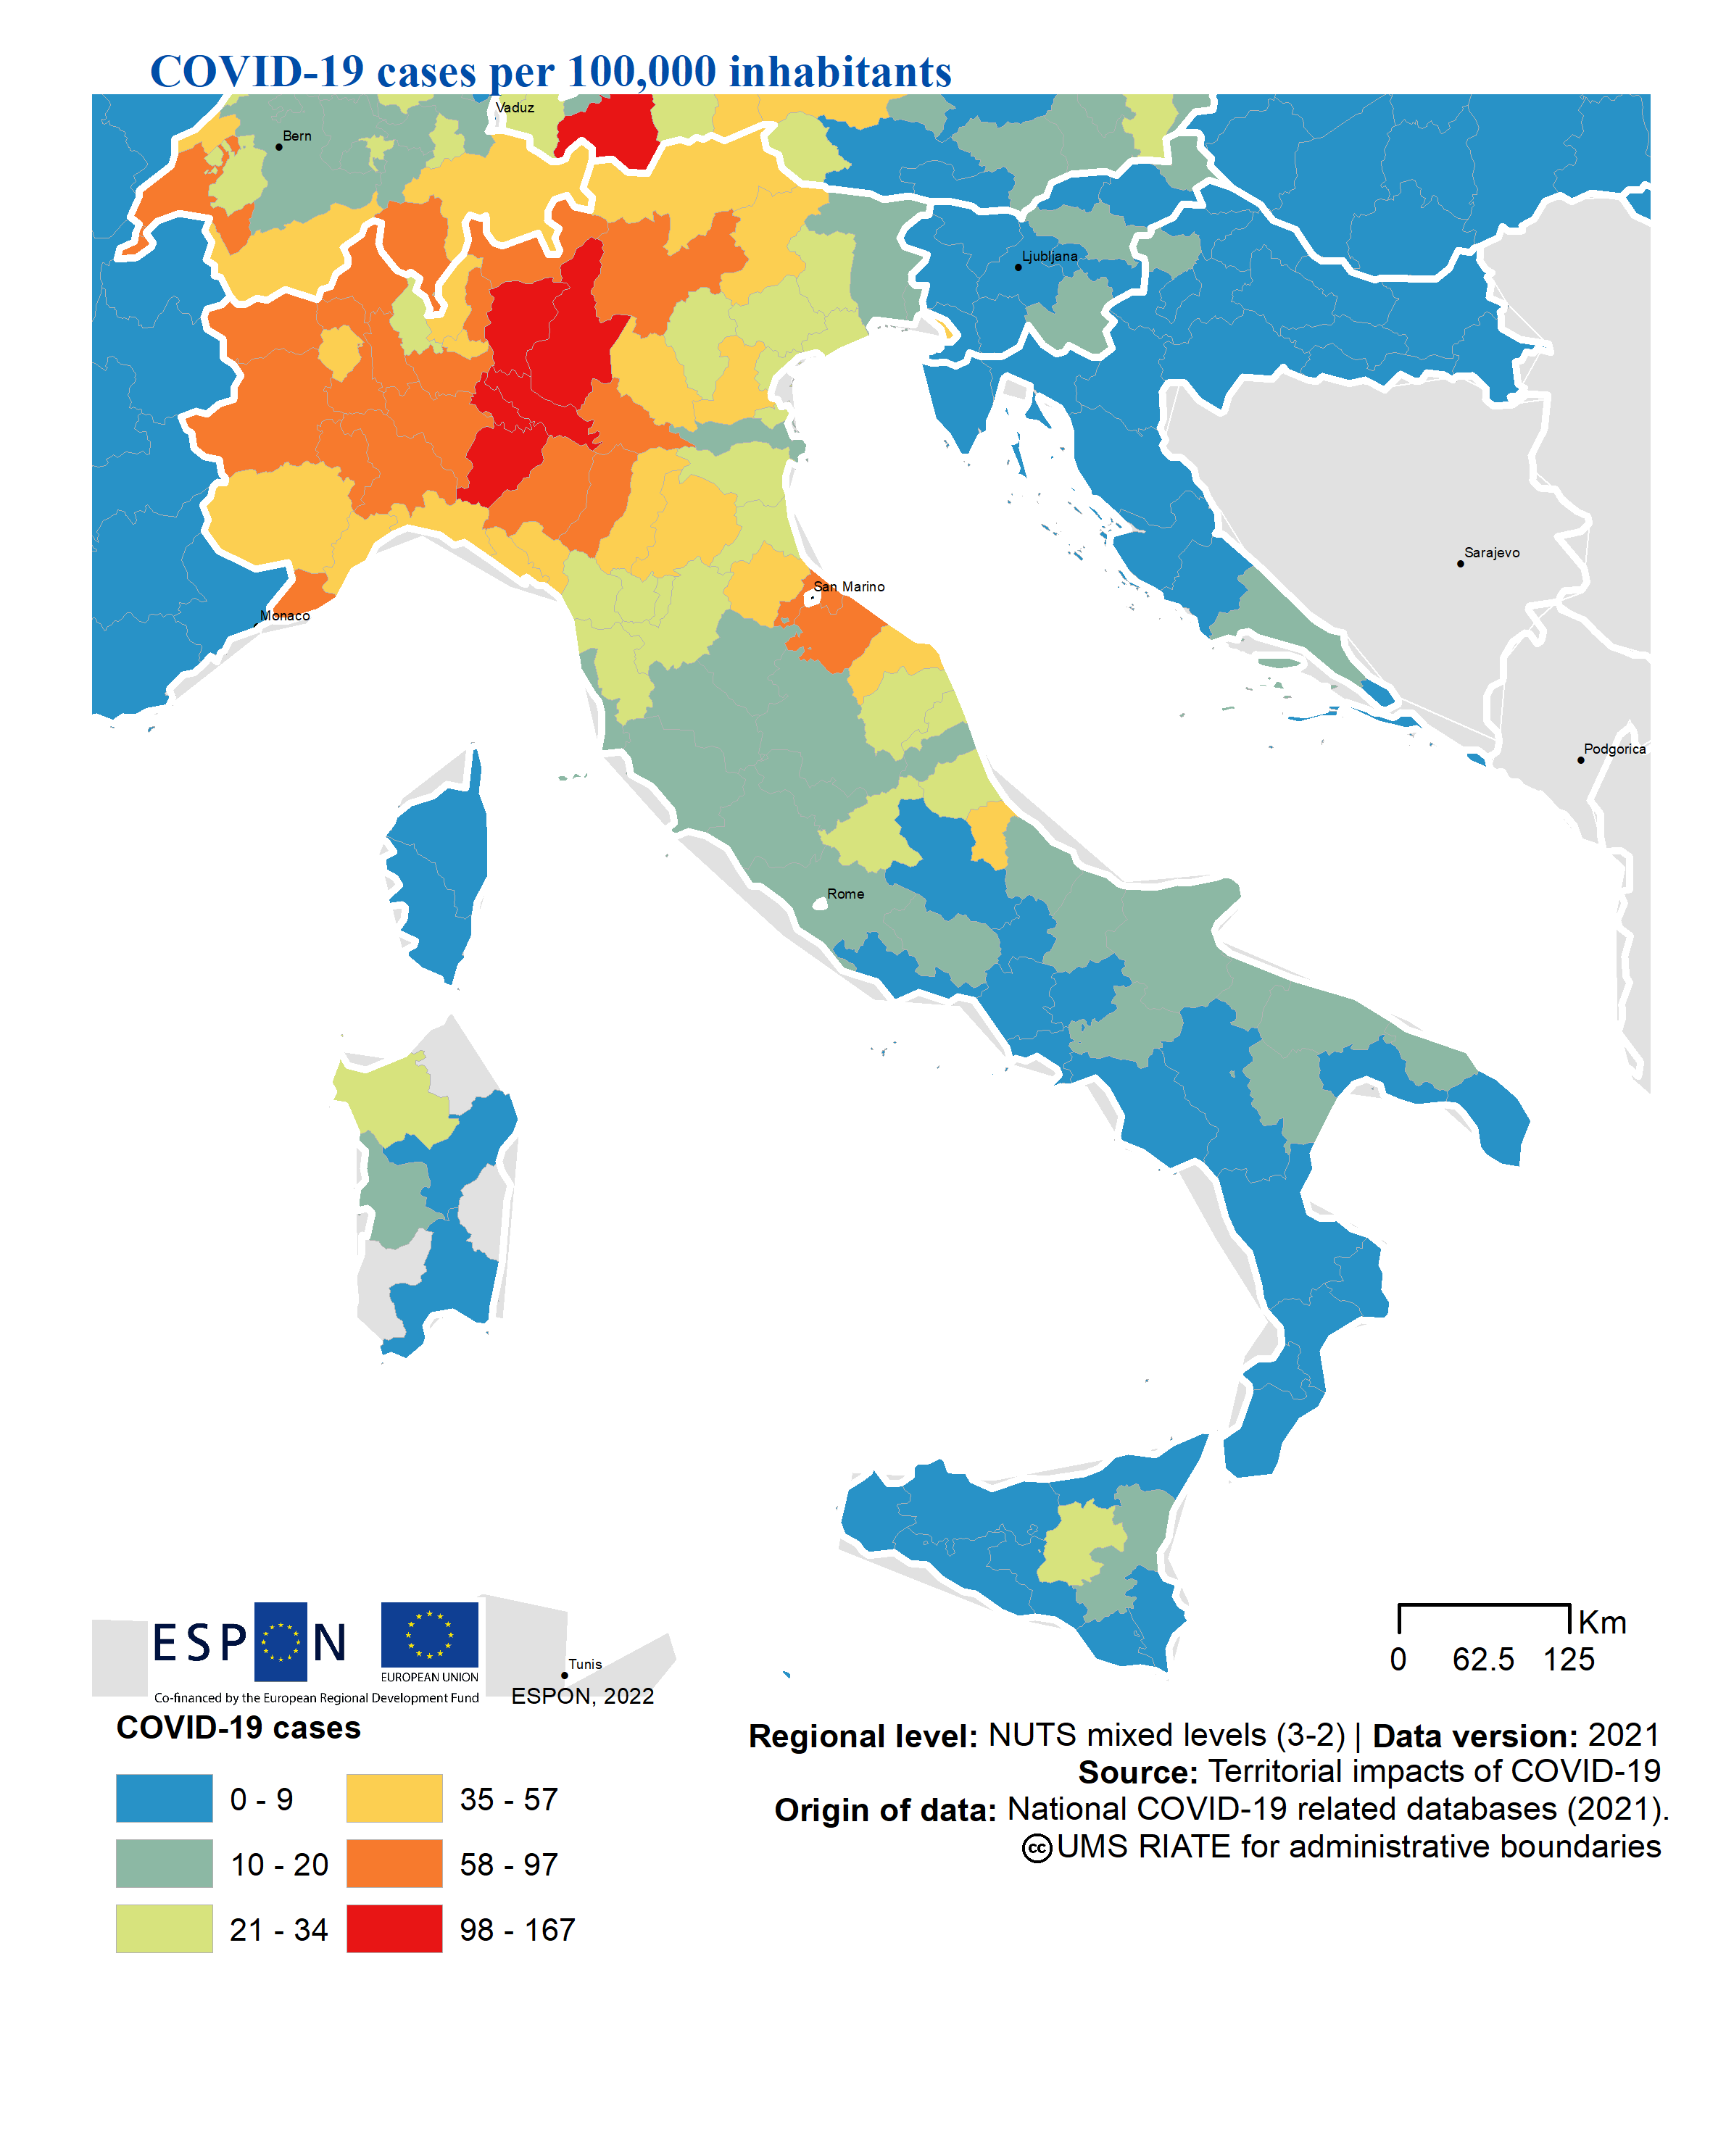 COVID-19 cases per 100,000 inhabitants
Vaduz
Bern
Ljubljana
Sarajevo
San Marino
Monaco
Podgorica
Rome
ESPON
EUROPEAN UNION
Co-financed by the European Regional Development Fund
Tunis
ESPON, 2022
Km
0 62.5 125
COVID-19 cases
0 - 9
10 - 20
21 - 34
35 - 57
58 - 97
98 - 167
Regional level: NUTS mixed levels (3-2) | Data version: 2021
Source: Territorial impacts of COVID-19
Origin of data: National COVID-19 related databases (2021).
cc UMS RIATE for administrative boundaries